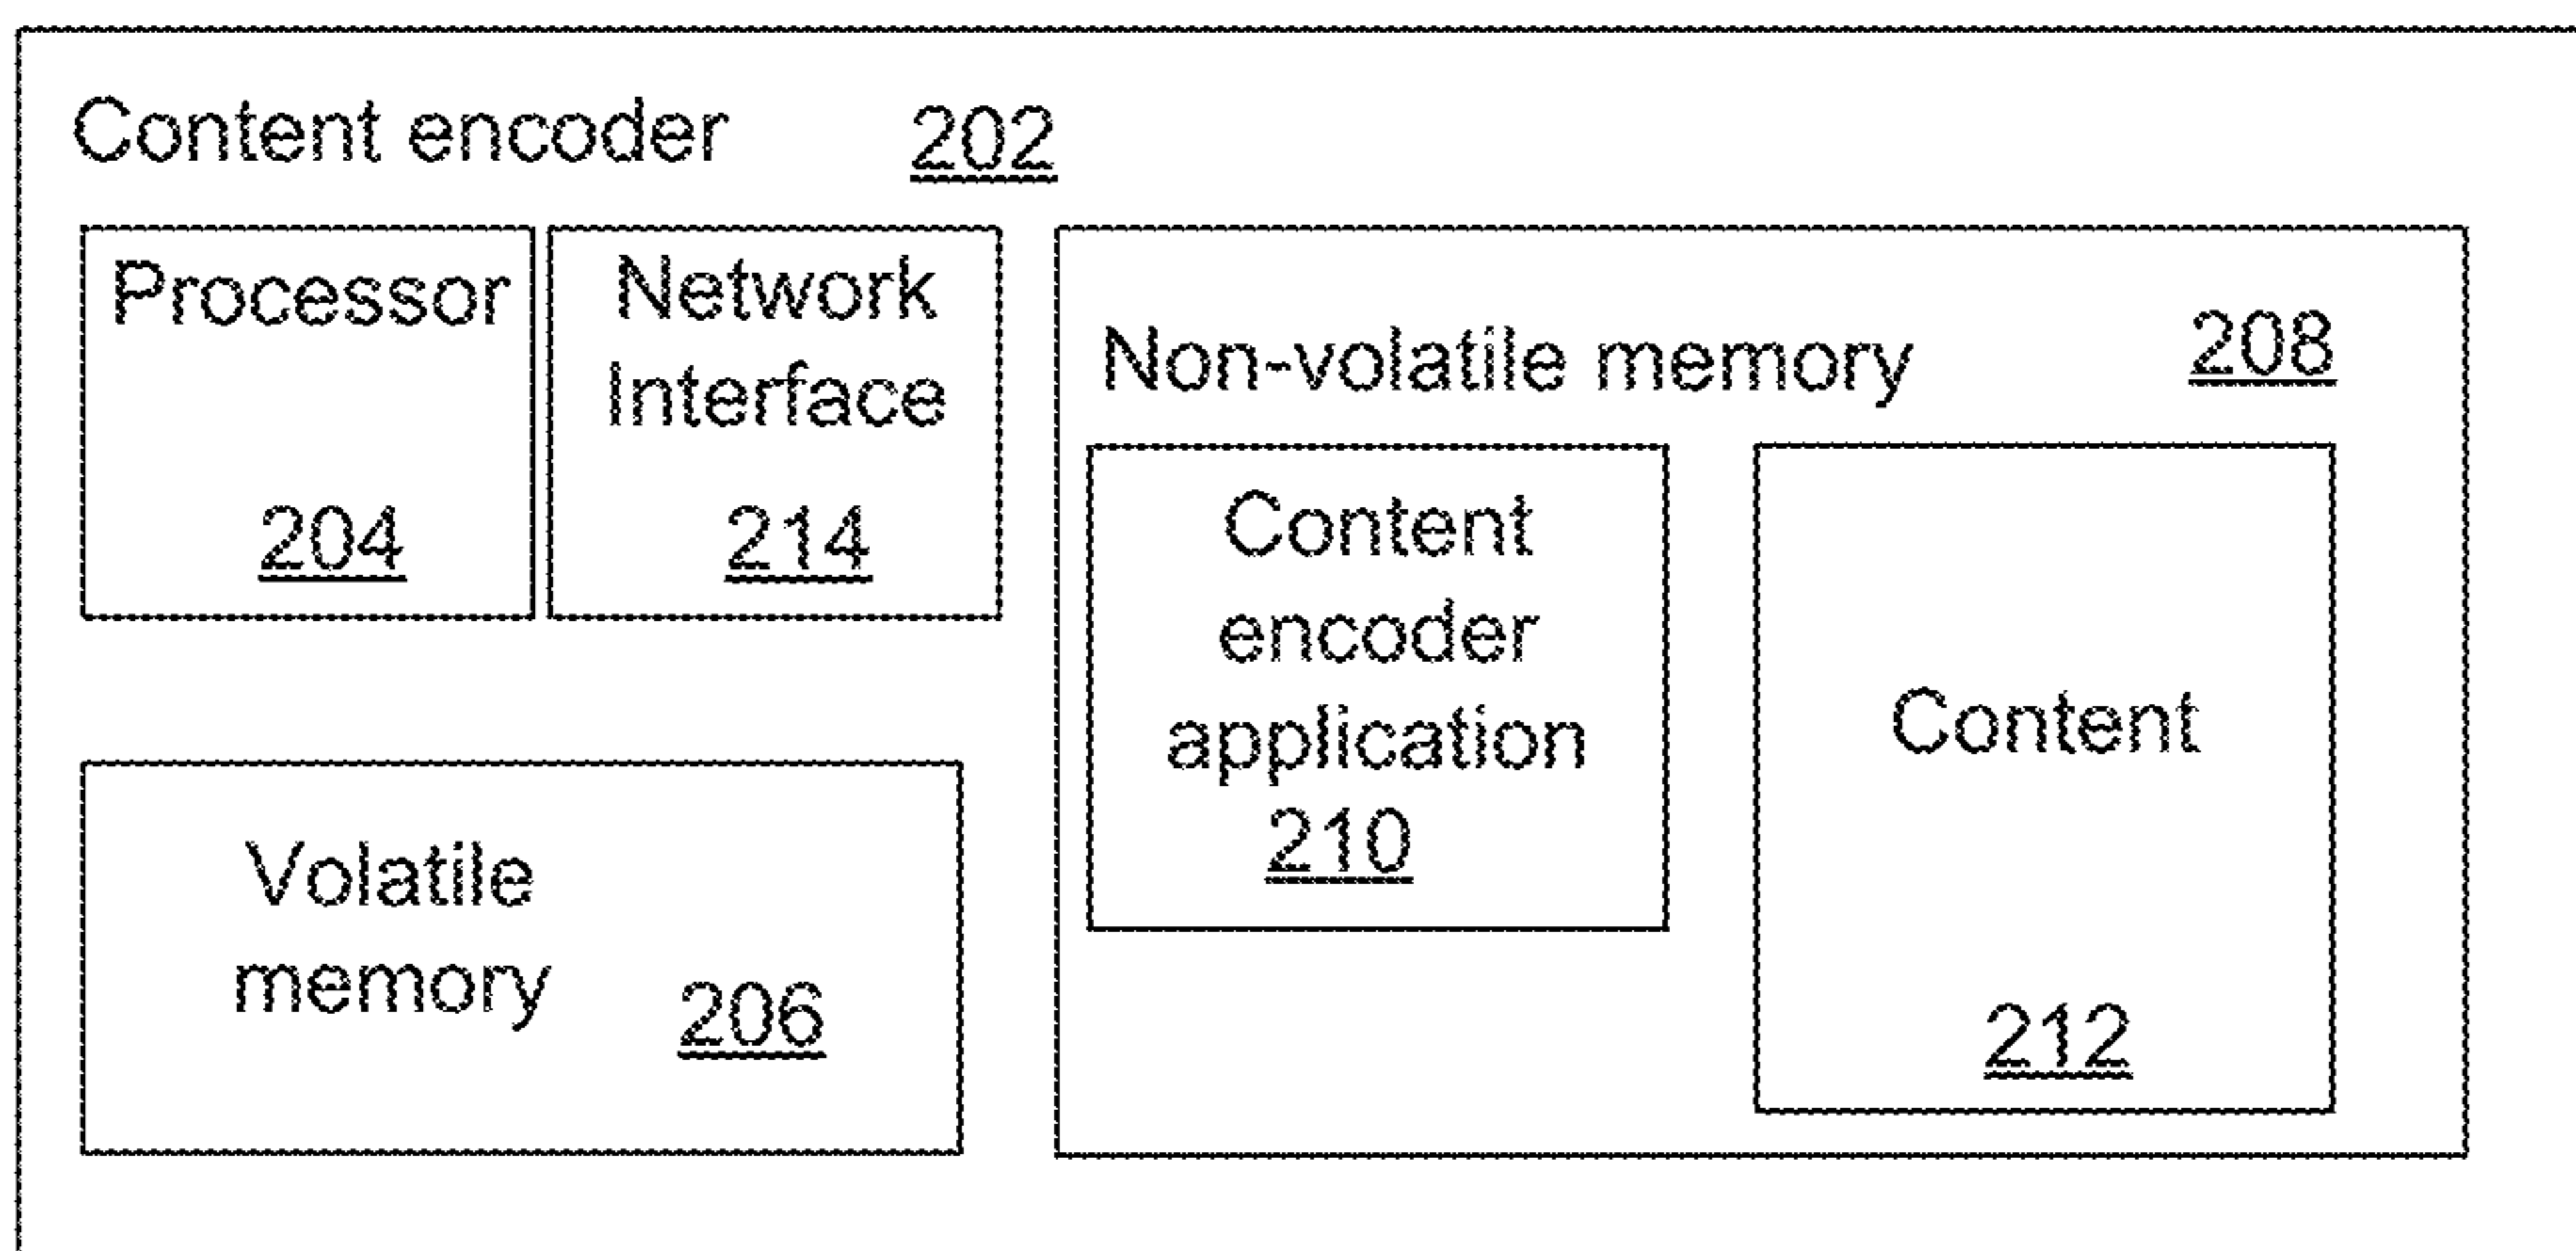 Content encoder 202
Processor
204
Network
Interface
214
Volatile
memory 206
Non-volatile memory 208
Content
encoder
application
210
Content
212